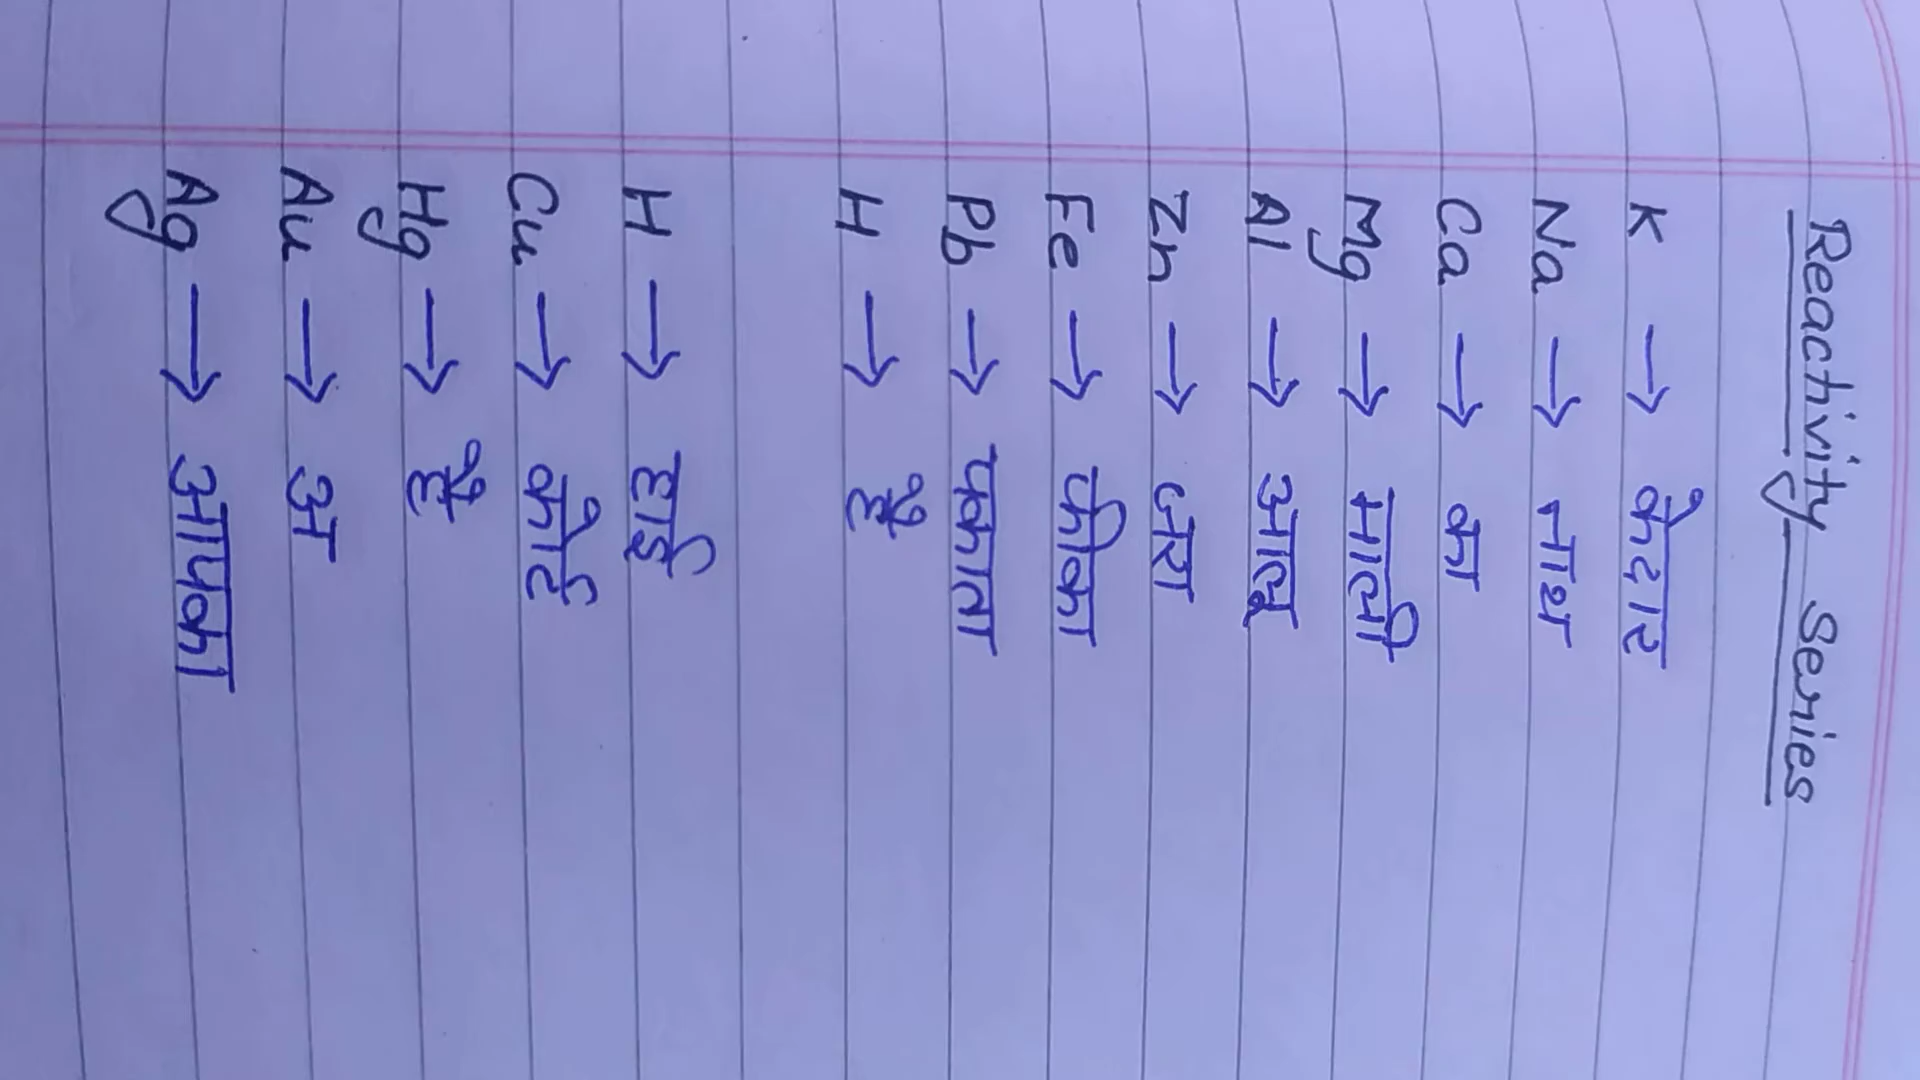 Reactivity Series
K → केदार
Na → नाथ
Ca → का
Mg → माली
Al → आलू
Zn → जरा
Fe → फीका
Pb → पकाता
H → है
H → हाई
Cu → कोर्ट
Hg → है
Au → अ
Ag → आपका